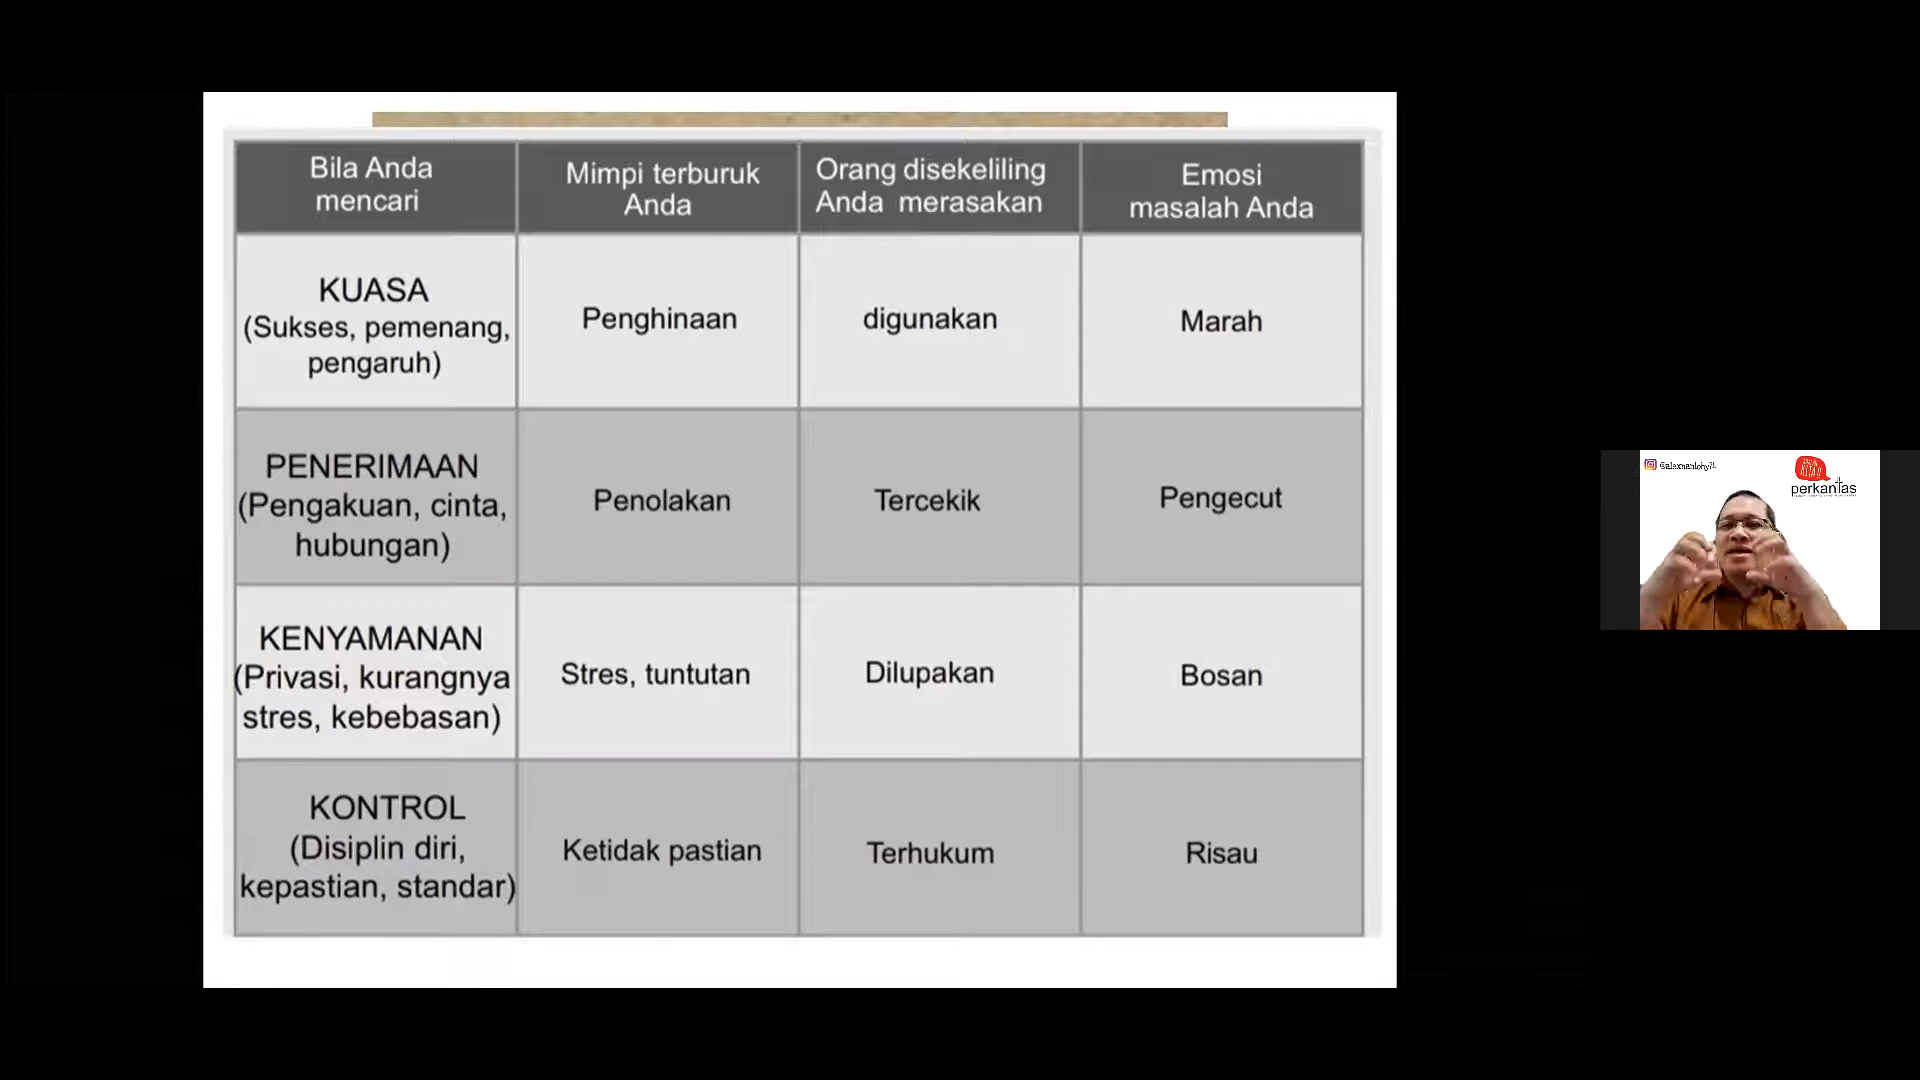 Bila Anda
mencari
Mimpi terburuk
Anda
Orang disekeliling
Anda merasakan
Emosi
masalah Anda
KUASA
(Sukses, pemenang,
pengaruh)
Penghinaan
digunakan
Marah
PENERIMAAN
(Pengakuan, cinta,
hubungan)
Penolakan
Tercekik
Pengecut
KENYAMANAN
(Privasi, kurangnya
stres, kebebasan)
Stres, tuntutan
Dilupakan
Bosan
KONTROL
(Disiplin diri,
kepastian, standar)
Ketidak pastian
Terhukum
Risau
perkantas